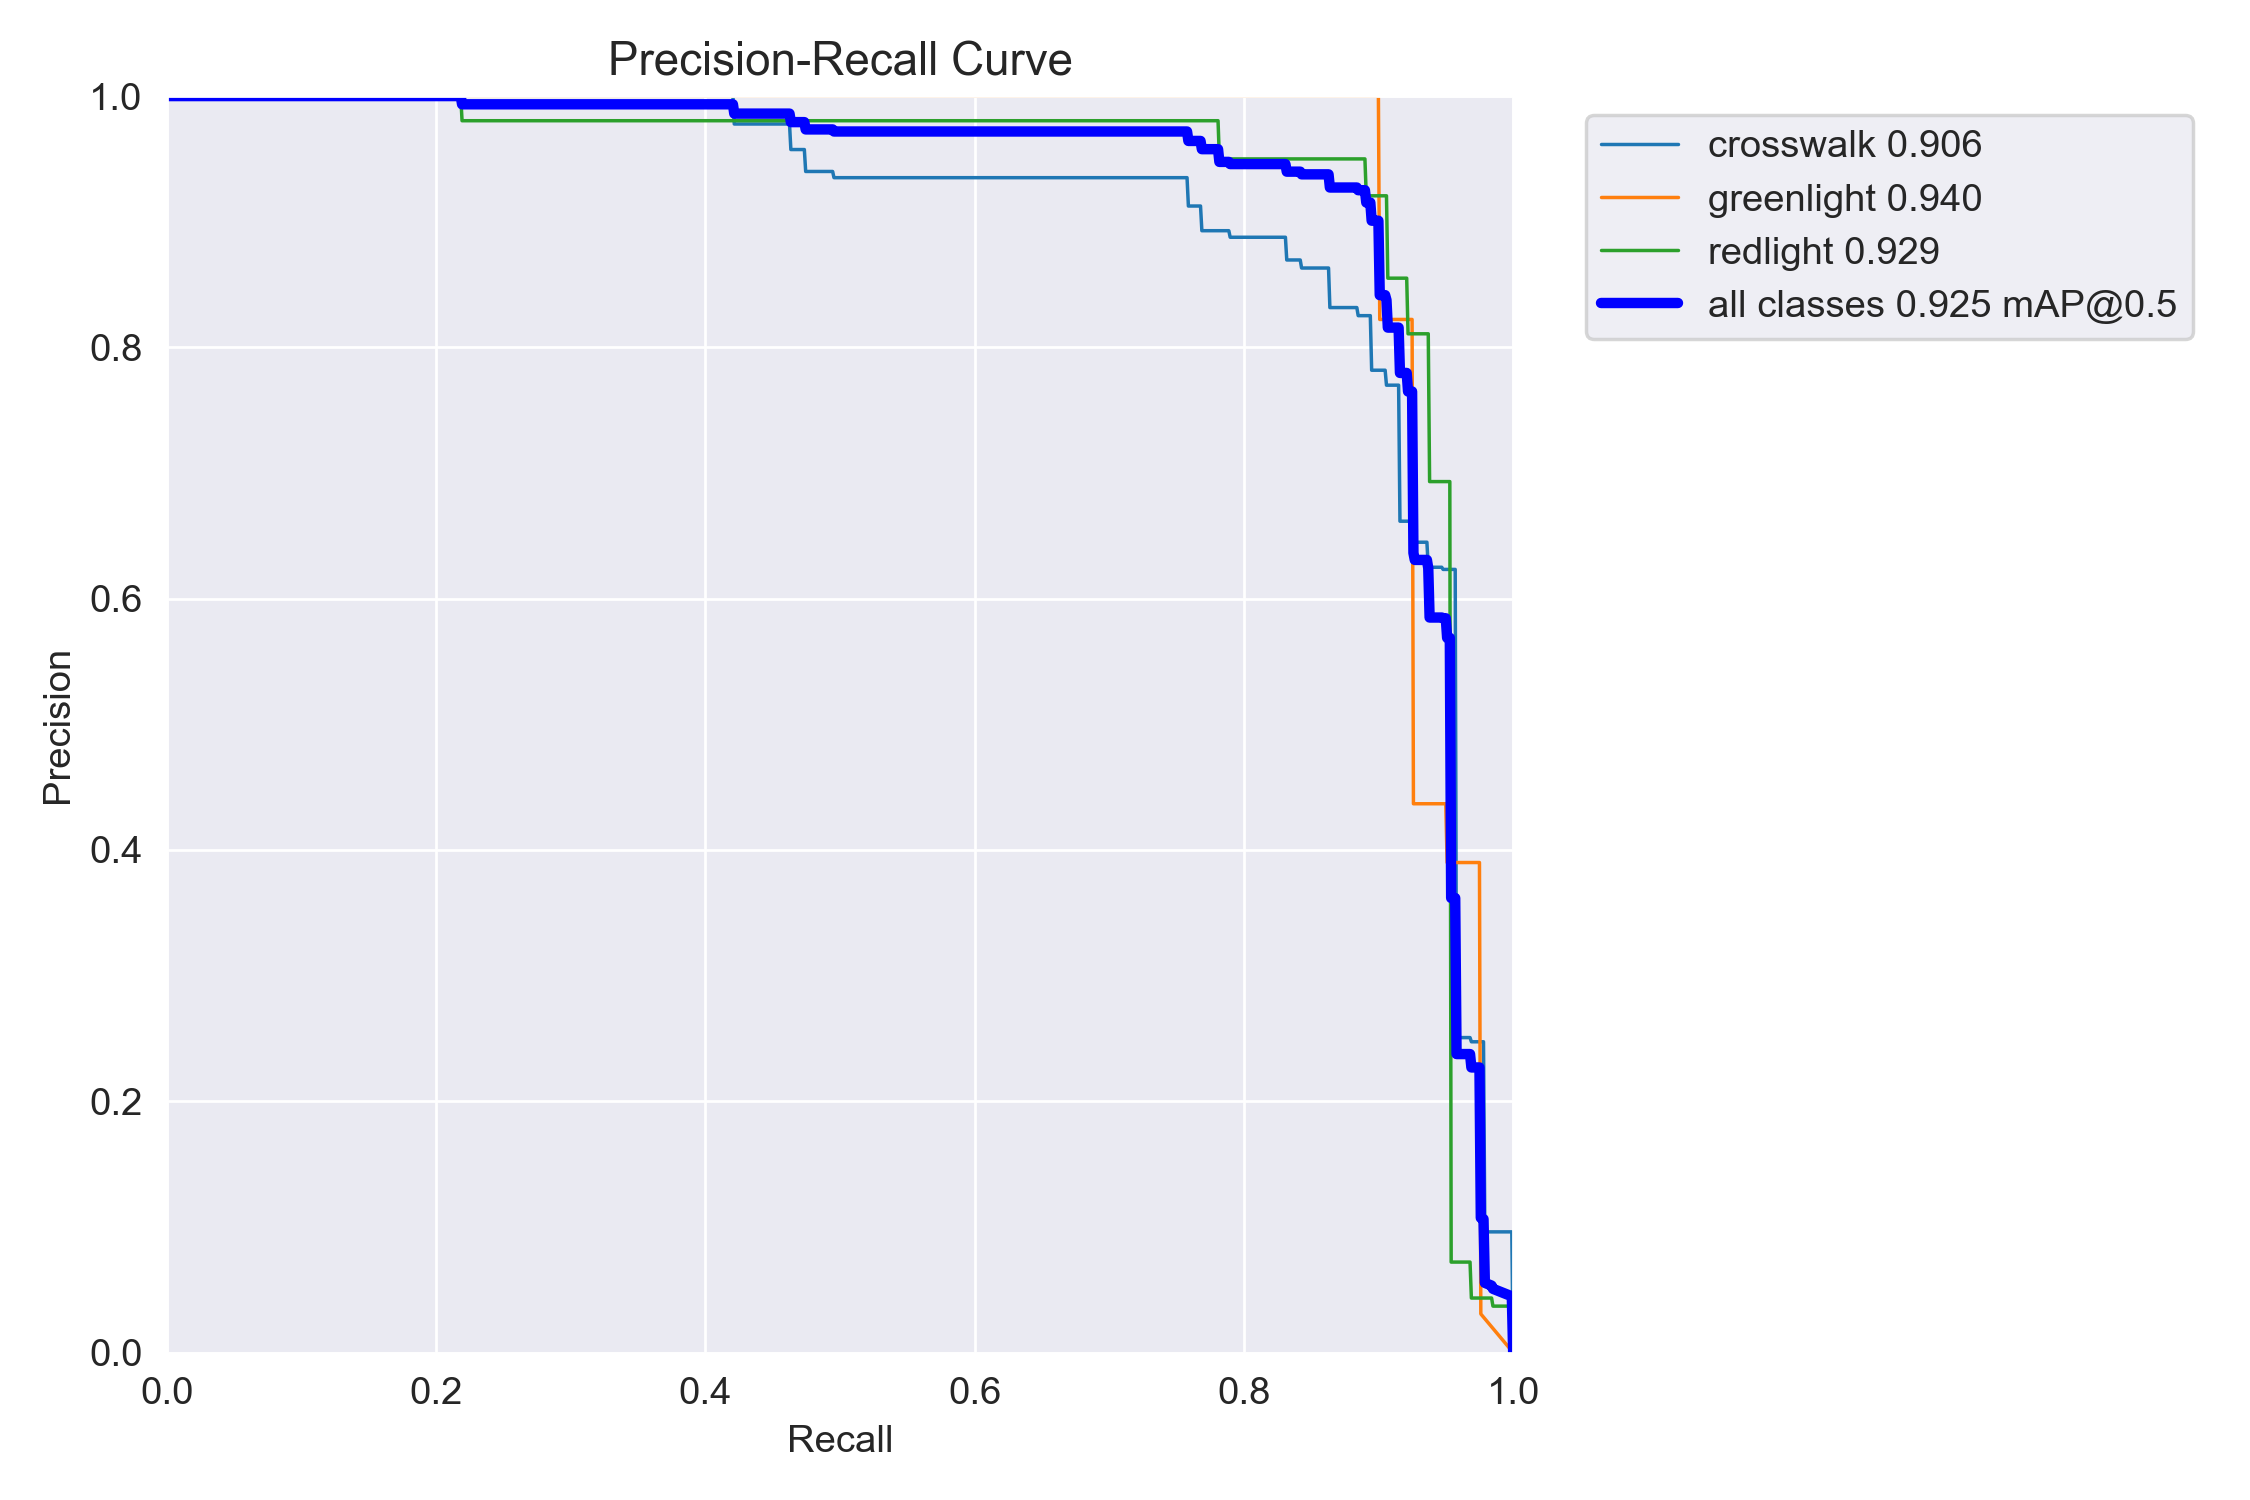 Precision-Recall Curve
1.0
0.8
0.6
0.4
0.2
0.0
Precision
0.0 0.2 0.4 0.6 0.8 1.0
Recall
crosswalk 0.906
greenlight 0.940
redlight 0.929
all classes 0.925 mAP@0.5